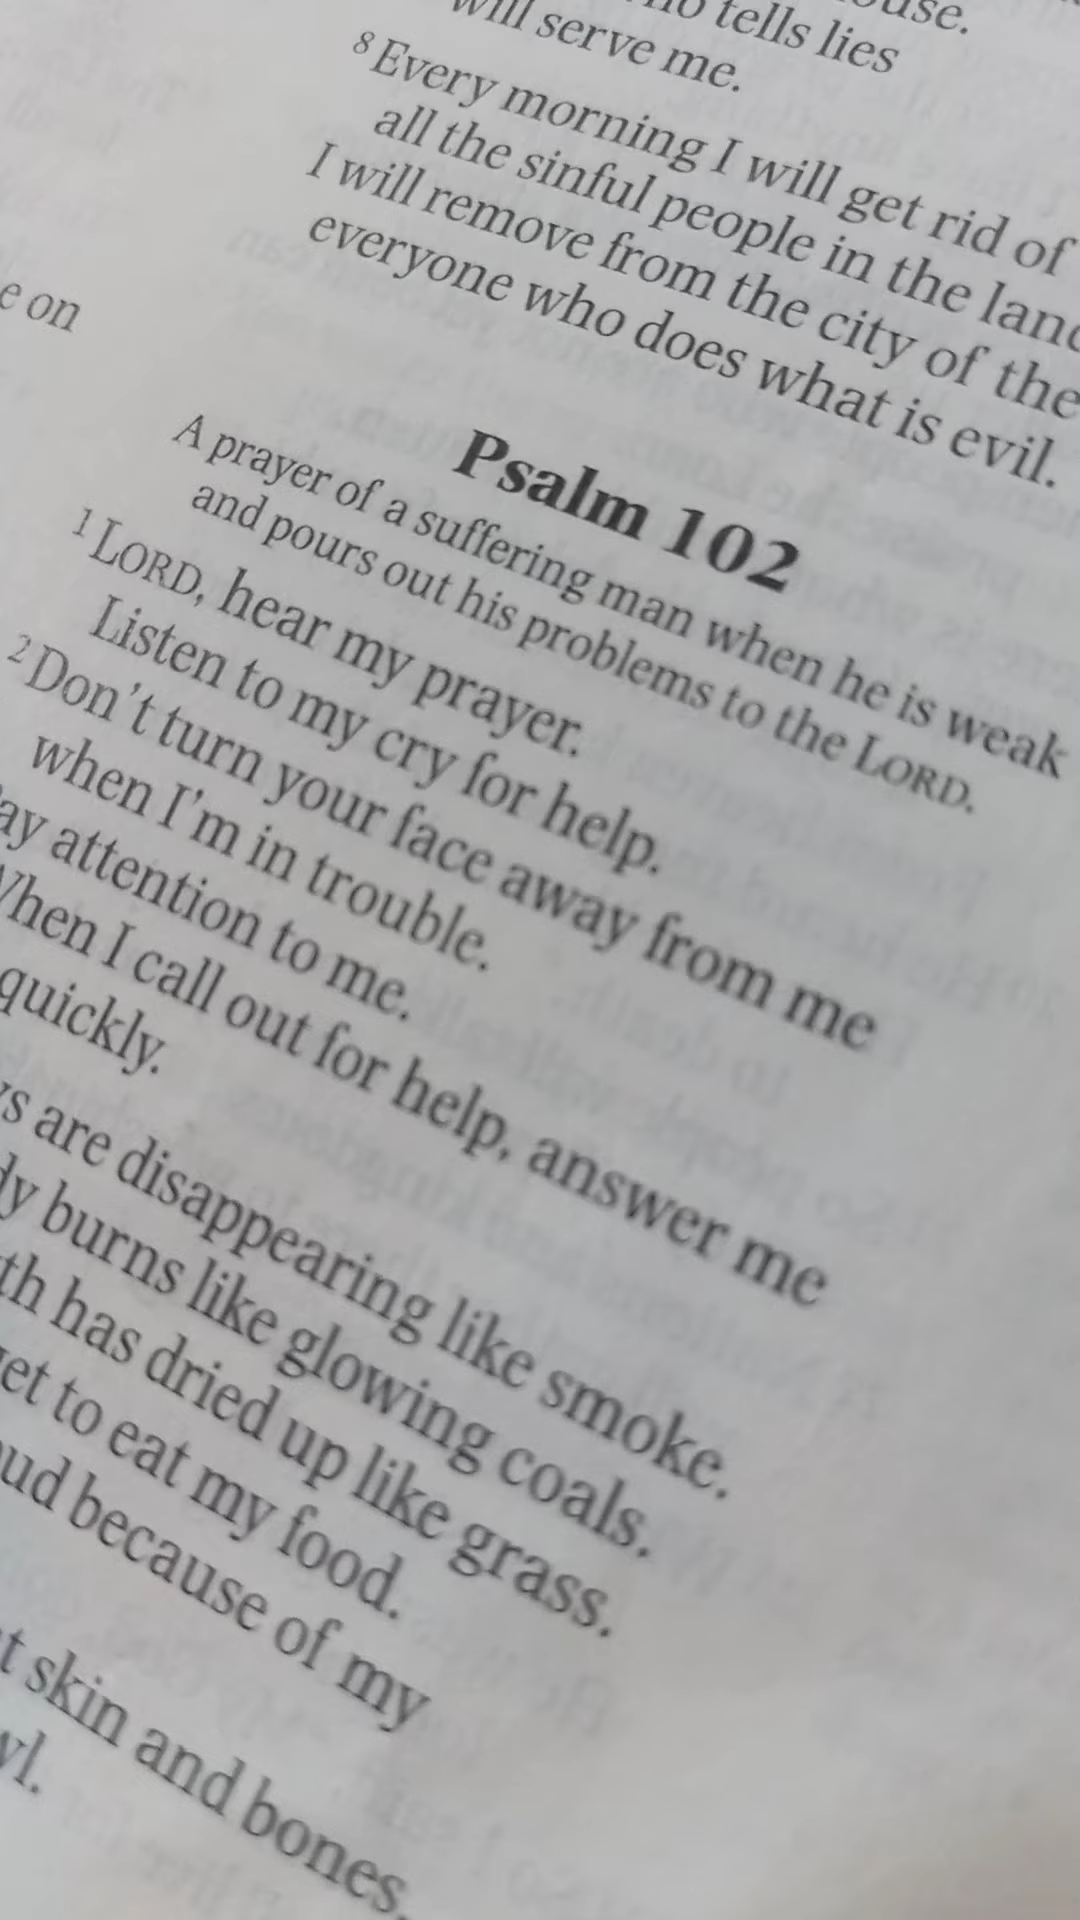 tells lies
will serve me.
8 Every morning I will get rid of
all the sinful people in the land
I will remove from the city of the
everyone who does what is evil.
on
Psalm 102
A prayer of a suffering man when he is weak
and pours out his problems to the LORD.
1 LORD, hear my prayer.
Listen to my cry for help.
2 Don't turn your face away from me
when I'm in trouble.
attention to me.
When I call out for help, answer me
quickly.
are disappearing like smoke.
burns like glowing coals.
has dried up like grass.
to eat my food.
because of my
skin and bones.